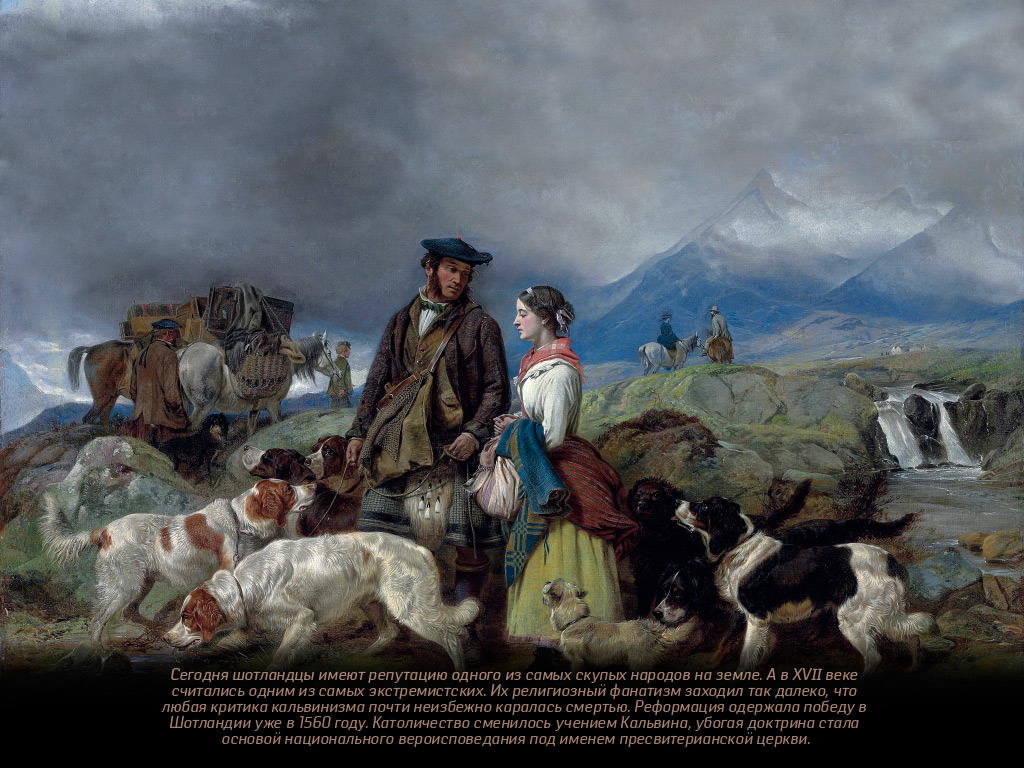 Сегодня шотландцы имеют репутацию одного из самых скупых народов на земле. А в XVII веке
считались одним из самых экстремистских. Их религиозный фанатизм заходил так далеко, что
любая критика кальвинизма почти неизбежно каралась смертью. Реформация одержала победу в
Шотландии уже в 1560 году. Католичество сменилось учением Кальвина, убогая доктрина стала
основой национального вероисповедания под именем пресвитерианской церкви.